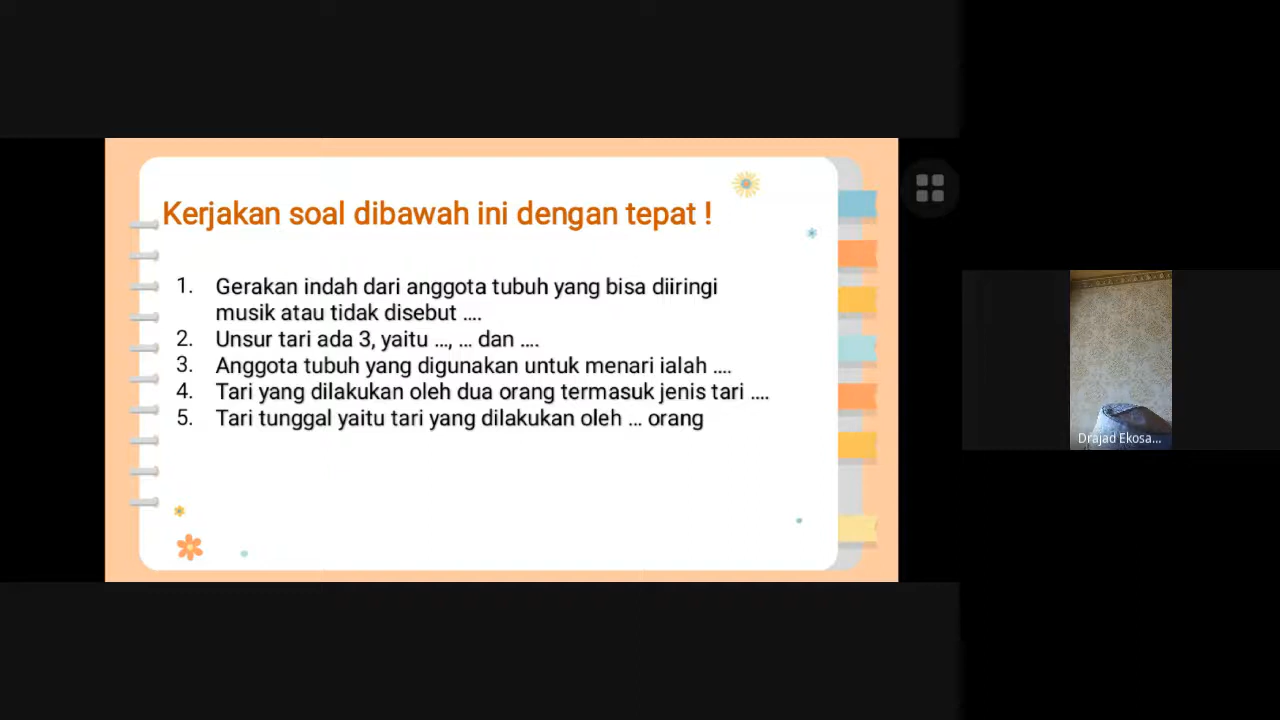 Kerjakan soal dibawah ini dengan tepat !
1. Gerakan indah dari anggota tubuh yang bisa diiringi
musik atau tidak disebut ....
2. Unsur tari ada 3, yaitu ..., ... dan ....
3. Anggota tubuh yang digunakan untuk menari ialah ....
4. Tari yang dilakukan oleh dua orang termasuk jenis tari ....
5. Tari tunggal yaitu tari yang dilakukan oleh ... orang
Drajad Ekosa...